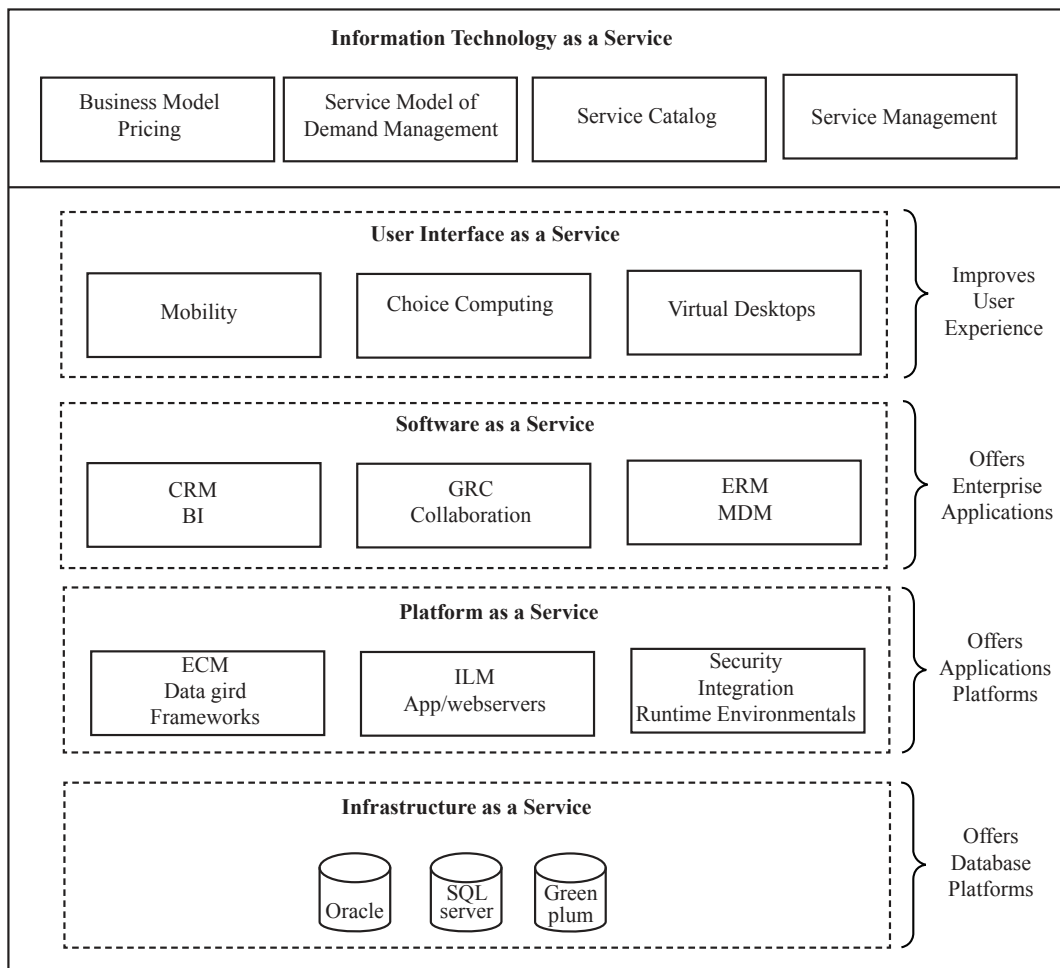 Information Technology as a Service
Business Model
Pricing
Service Model of
Demand Management
Service Catalog
Service Management
User Interface as a Service
Mobility
Choice Computing
Virtual Desktops
Improves
User
Experience
Software as a Service
CRM
BI
GRC
Collaboration
ERM
MDM
Offers
Enterprise
Applications
Platform as a Service
ECM
Data gird
Frameworks
ILM
App/webservers
Security
Integration
Runtime Environmentals
Offers
Applications
Platforms
Infrastructure as a Service
Oracle
SQL
server
Green
plum
Offers
Database
Platforms